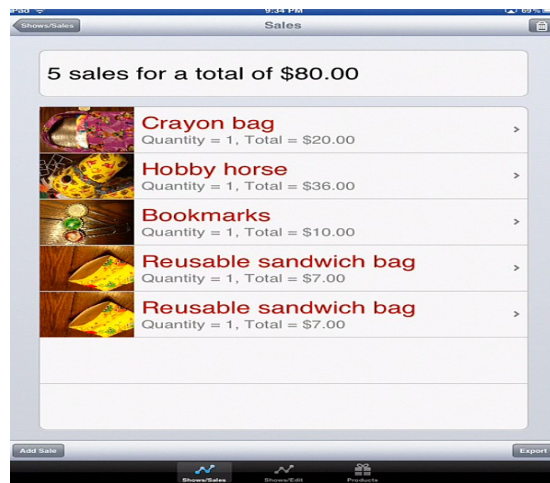 iPad 9:34 PM 69%
Shows/Sales Sales
5 sales for a total of $80.00
Crayon bag
Quantity = 1, Total = $20.00
Hobby horse
Quantity = 1, Total = $36.00
Bookmarks
Quantity = 1, Total = $10.00
Reusable sandwich bag
Quantity = 1, Total = $7.00
Reusable sandwich bag
Quantity = 1, Total = $7.00
Add Sale Export
Shows/Sales Shows/Edit Products